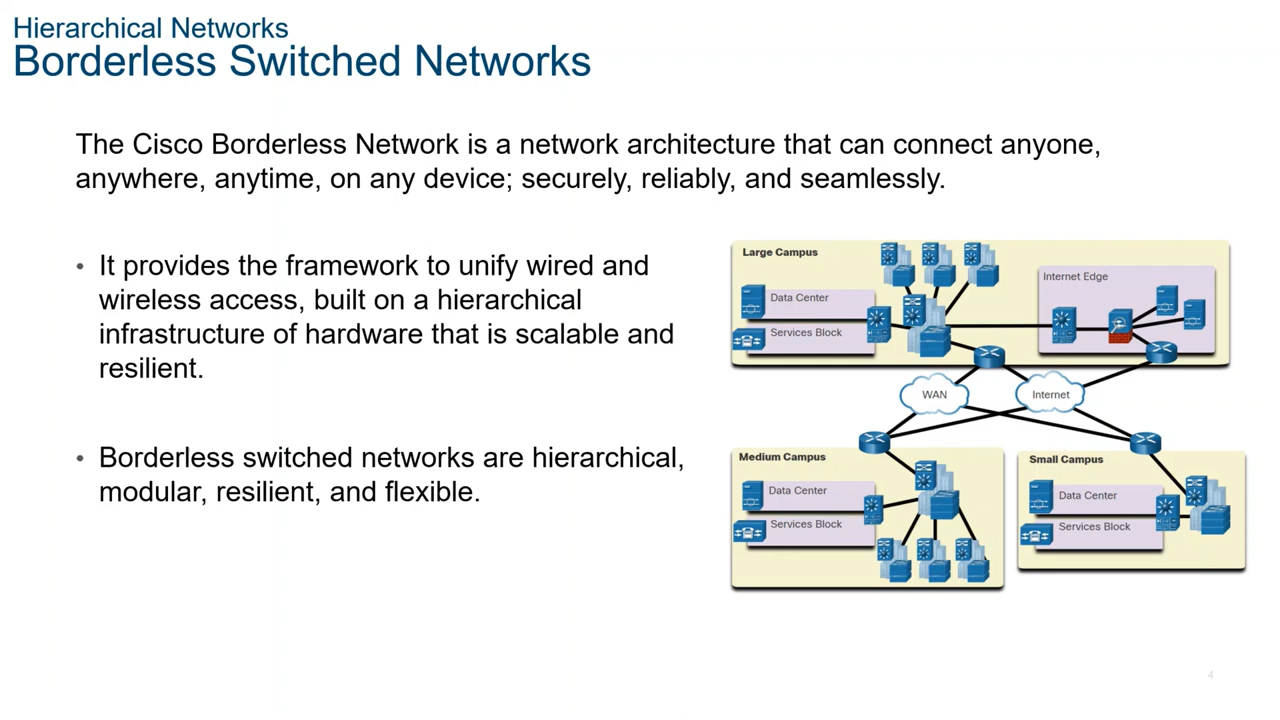 Hierarchical Networks
Borderless Switched Networks
The Cisco Borderless Network is a network architecture that can connect anyone,
anywhere, anytime, on any device; securely, reliably, and seamlessly.
• It provides the framework to unify wired and
wireless access, built on a hierarchical
infrastructure of hardware that is scalable and
resilient.
• Borderless switched networks are hierarchical,
modular, resilient, and flexible.
Large Campus
Data Center
Services Block
Internet Edge
WAN
Internet
Medium Campus
Data Center
Services Block
Small Campus
Data Center
Services Block
4